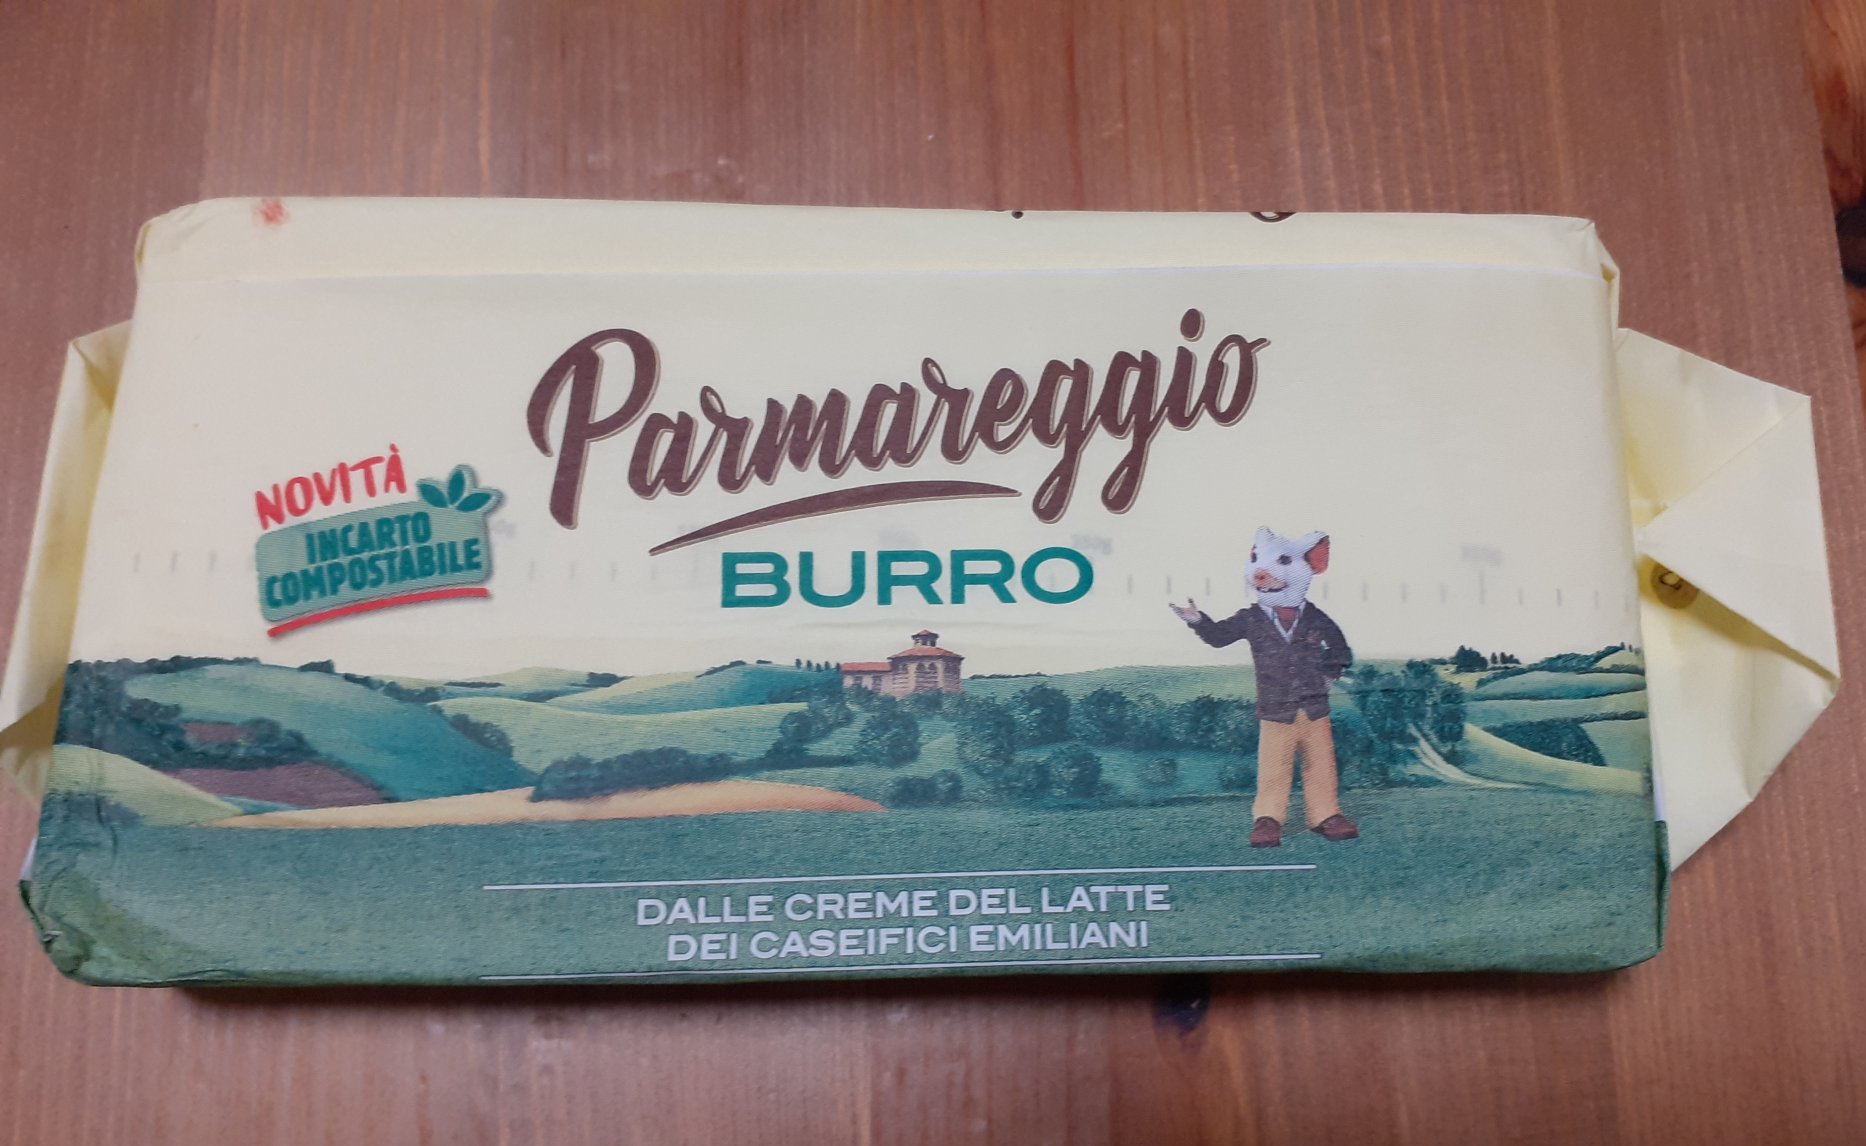 Parmareggio
NOVITÀ
INCARTO
COMPOSTABILE
BURRO
DALLE CREME DEL LATTE
DEI CASEIFICI EMILIANI